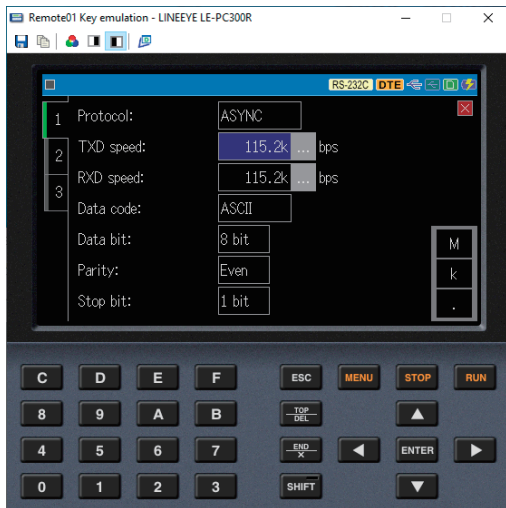 Remote01 Key emulation - LINEEYE LE-PC300R
RS-232C DTE
1 Protocol: ASYNC
2 TXD speed: 115.2k ... bps
3 RXD speed: 115.2k ... bps
Data code: ASCII
Data bit: 8 bit M
Parity: Even k
Stop bit: 1 bit .
C D E F ESC MENU STOP RUN
8 9 A B TOP DEL
4 5 6 7 END X ENTER
0 1 2 3 SHIFT